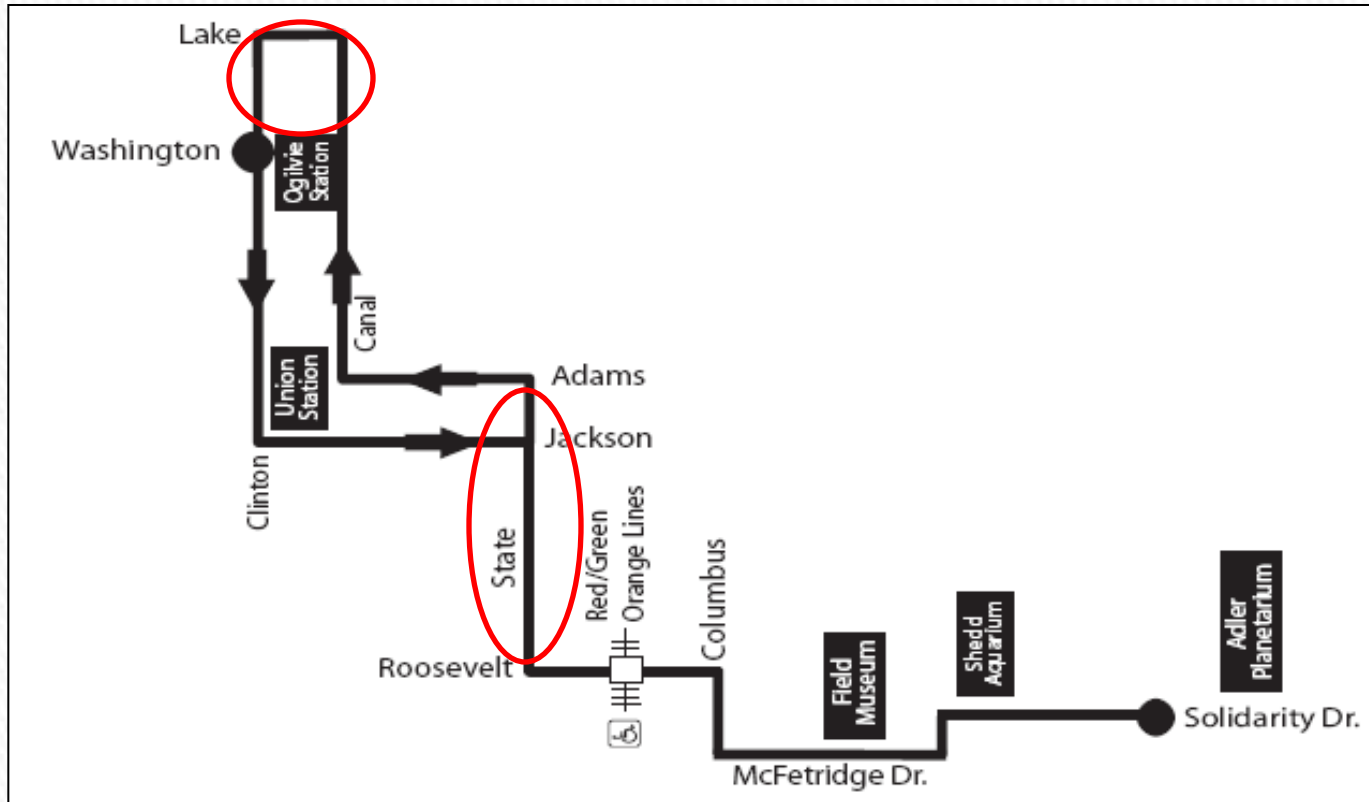 Lake
Washington
Ogilvie
Station
Canal
Union
Station
Adams
Jackson
Clinton
State
Red/Green
Orange Lines
Columbus
Roosevelt
Field
Museum
Shedd
Aquarium
Adler
Planetarium
Solidarity Dr.
McFetridge Dr.